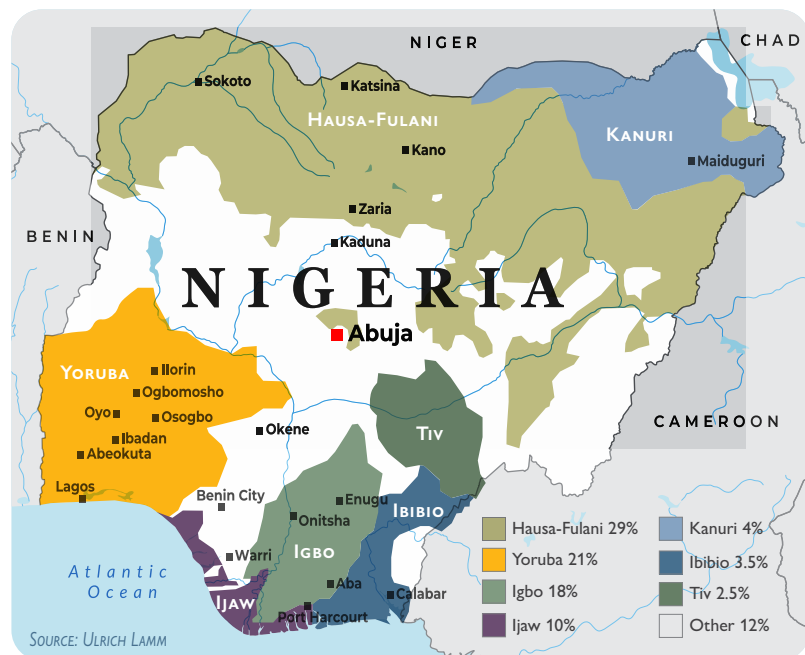 NIGER
CHAD
Sokoto
Katsina
HAUSA-FULANI
KANURI
Kano
Maiduguri
Zaria
BENIN
Kaduna
NIGERIA
Abuja
YORUBA
Ilorin
Ogbomosho
Oyo
Osogbo
Okene
TIV
CAMEROON
Ibadan
Abeokuta
Lagos
Benin City
Enugu
IBIBIO
Onitsha
IGBO
Warri
Aba
Calabar
IJAW
Port Harcourt
Atlantic
Ocean
Hausa-Fulani 29%
Yoruba 21%
Igbo 18%
Ijaw 10%
Kanuri 4%
Ibibio 3.5%
Tiv 2.5%
Other 12%
SOURCE: ULRICH LAMM